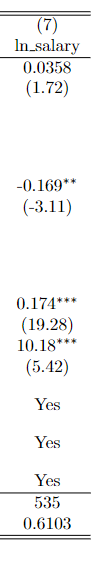 (7)
ln_salary
0.0358
(1.72)
-0.169**
(-3.11)
0.174***
(19.28)
10.18***
(5.42)
Yes
Yes
Yes
535
0.6103